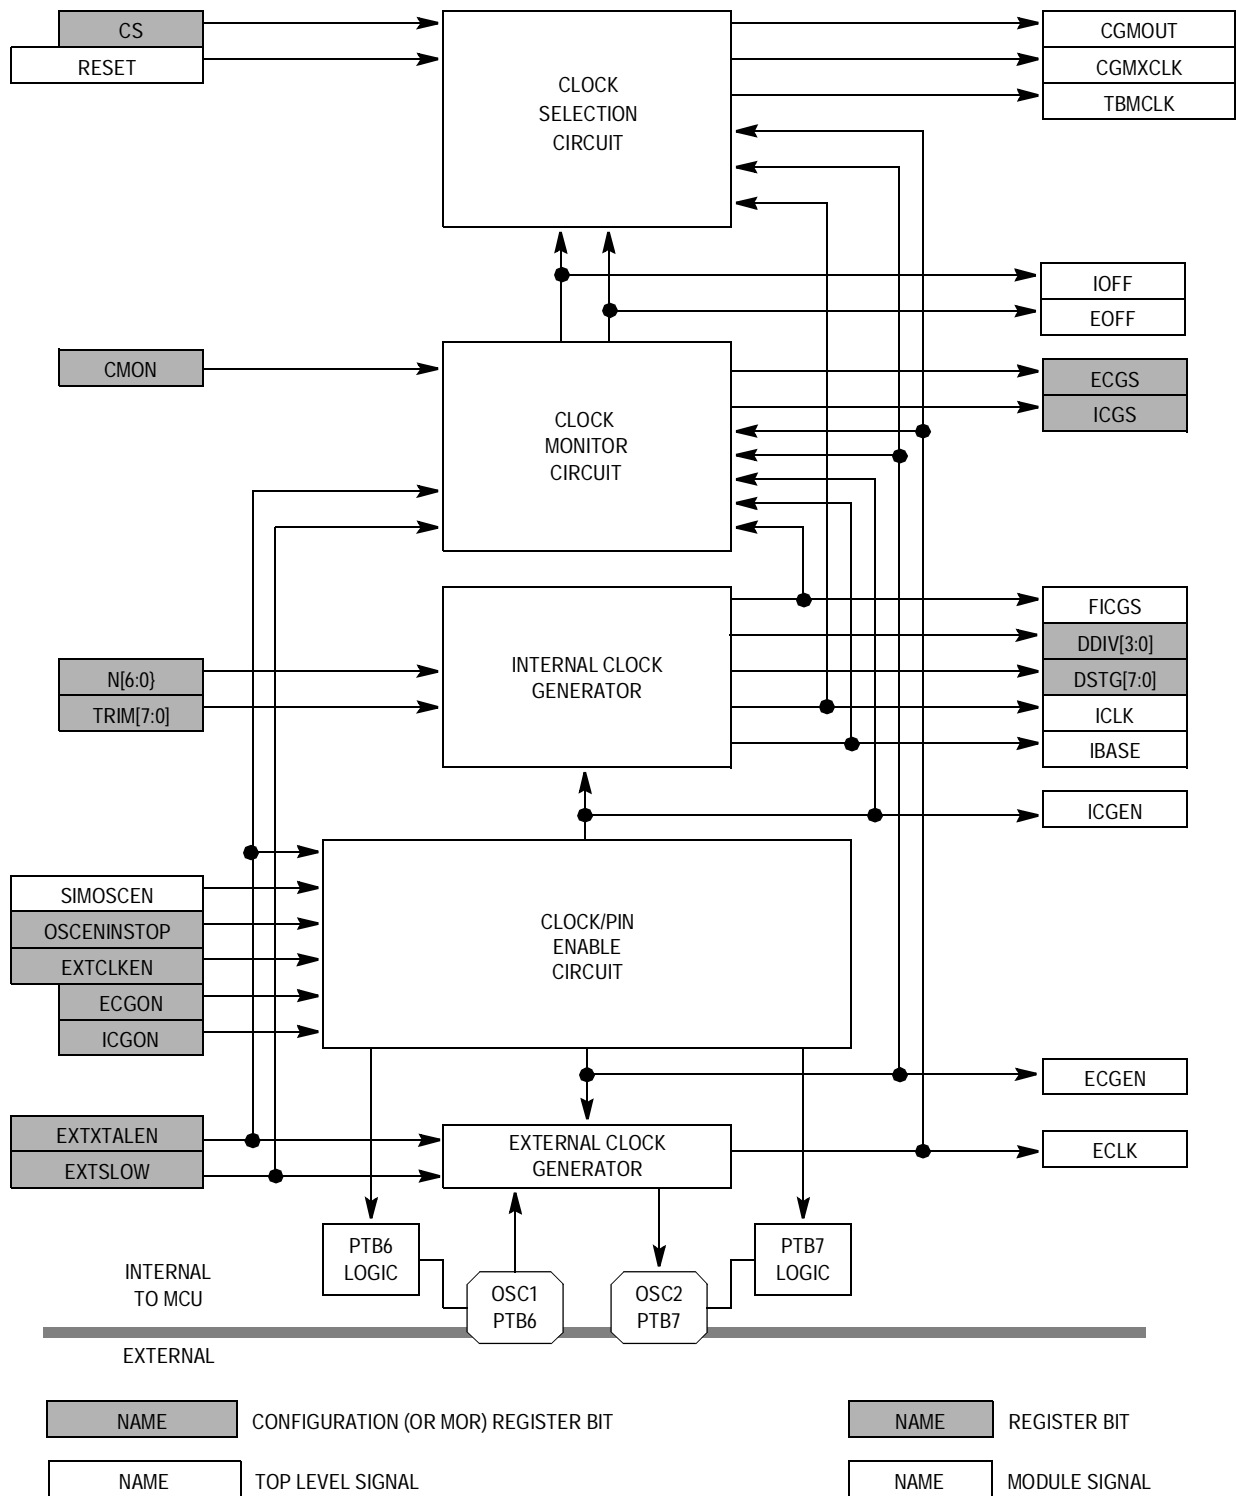 CS
RESET
CLOCK
SELECTION
CIRCUIT
CGMOUT
CGMXCLK
TBMCLK
IOFF
EOFF
CMON
CLOCK
MONITOR
CIRCUIT
ECGS
ICGS
N[6:0}
TRIM[7:0]
INTERNAL CLOCK
GENERATOR
FICGS
DDIV[3:0]
DSTG[7:0]
ICLK
IBASE
ICGEN
SIMOSCEN
OSCENINSTOP
EXTCLKEN
ECGON
ICGON
CLOCK/PIN
ENABLE
CIRCUIT
ECGEN
EXTXTALEN
EXTSLOW
EXTERNAL CLOCK
GENERATOR
ECLK
PTB6
LOGIC
OSC1
PTB6
OSC2
PTB7
PTB7
LOGIC
INTERNAL
TO MCU
EXTERNAL
NAME CONFIGURATION (OR MOR) REGISTER BIT
NAME REGISTER BIT
NAME TOP LEVEL SIGNAL
NAME MODULE SIGNAL